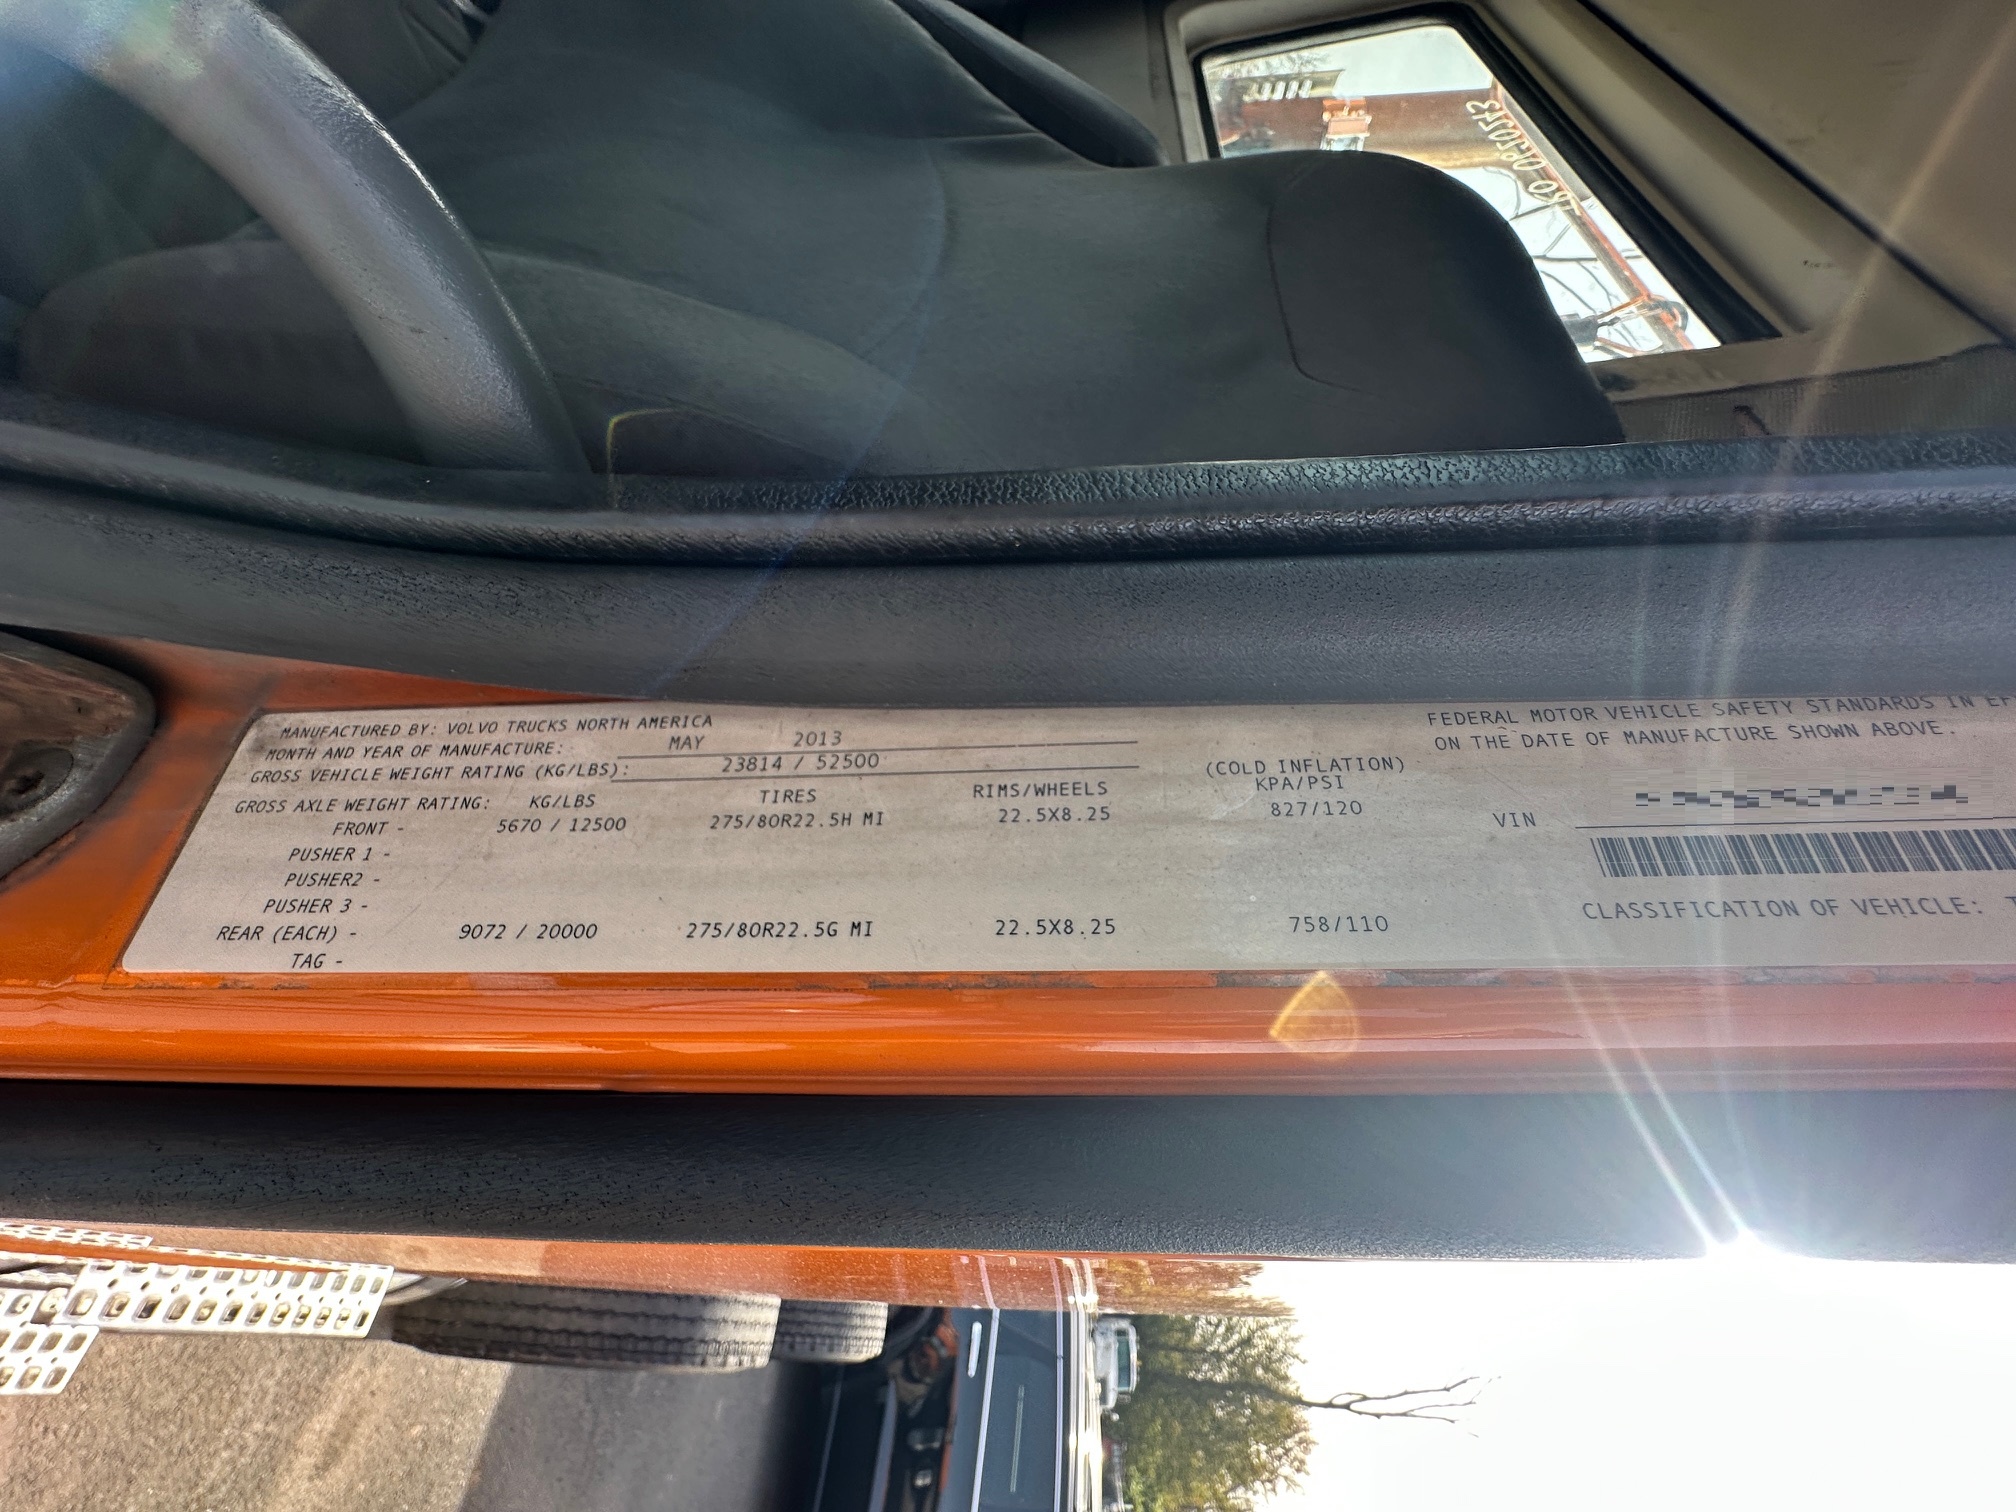 MANUFACTURED BY: VOLVO TRUCKS NORTH AMERICA
MONTH AND YEAR OF MANUFACTURE: MAY 2013
GROSS VEHICLE WEIGHT RATING (KG/LBS): 23814 / 52500
GROSS AXLE WEIGHT RATING: KG/LBS TIRES RIMS/WHEELS (COLD INFLATION) KPA/PSI
FRONT - 5670 / 12500 275/80R22.5H MI 22.5X8.25 827/120
PUSHER 1 -
PUSHER2 -
PUSHER 3 -
REAR (EACH) - 9072 / 20000 275/80R22.5G MI 22.5X8.25 758/110
TAG -
FEDERAL MOTOR VEHICLE SAFETY STANDARDS IN
ON THE DATE OF MANUFACTURE SHOWN ABOVE.
VIN
CLASSIFICATION OF VEHICLE: